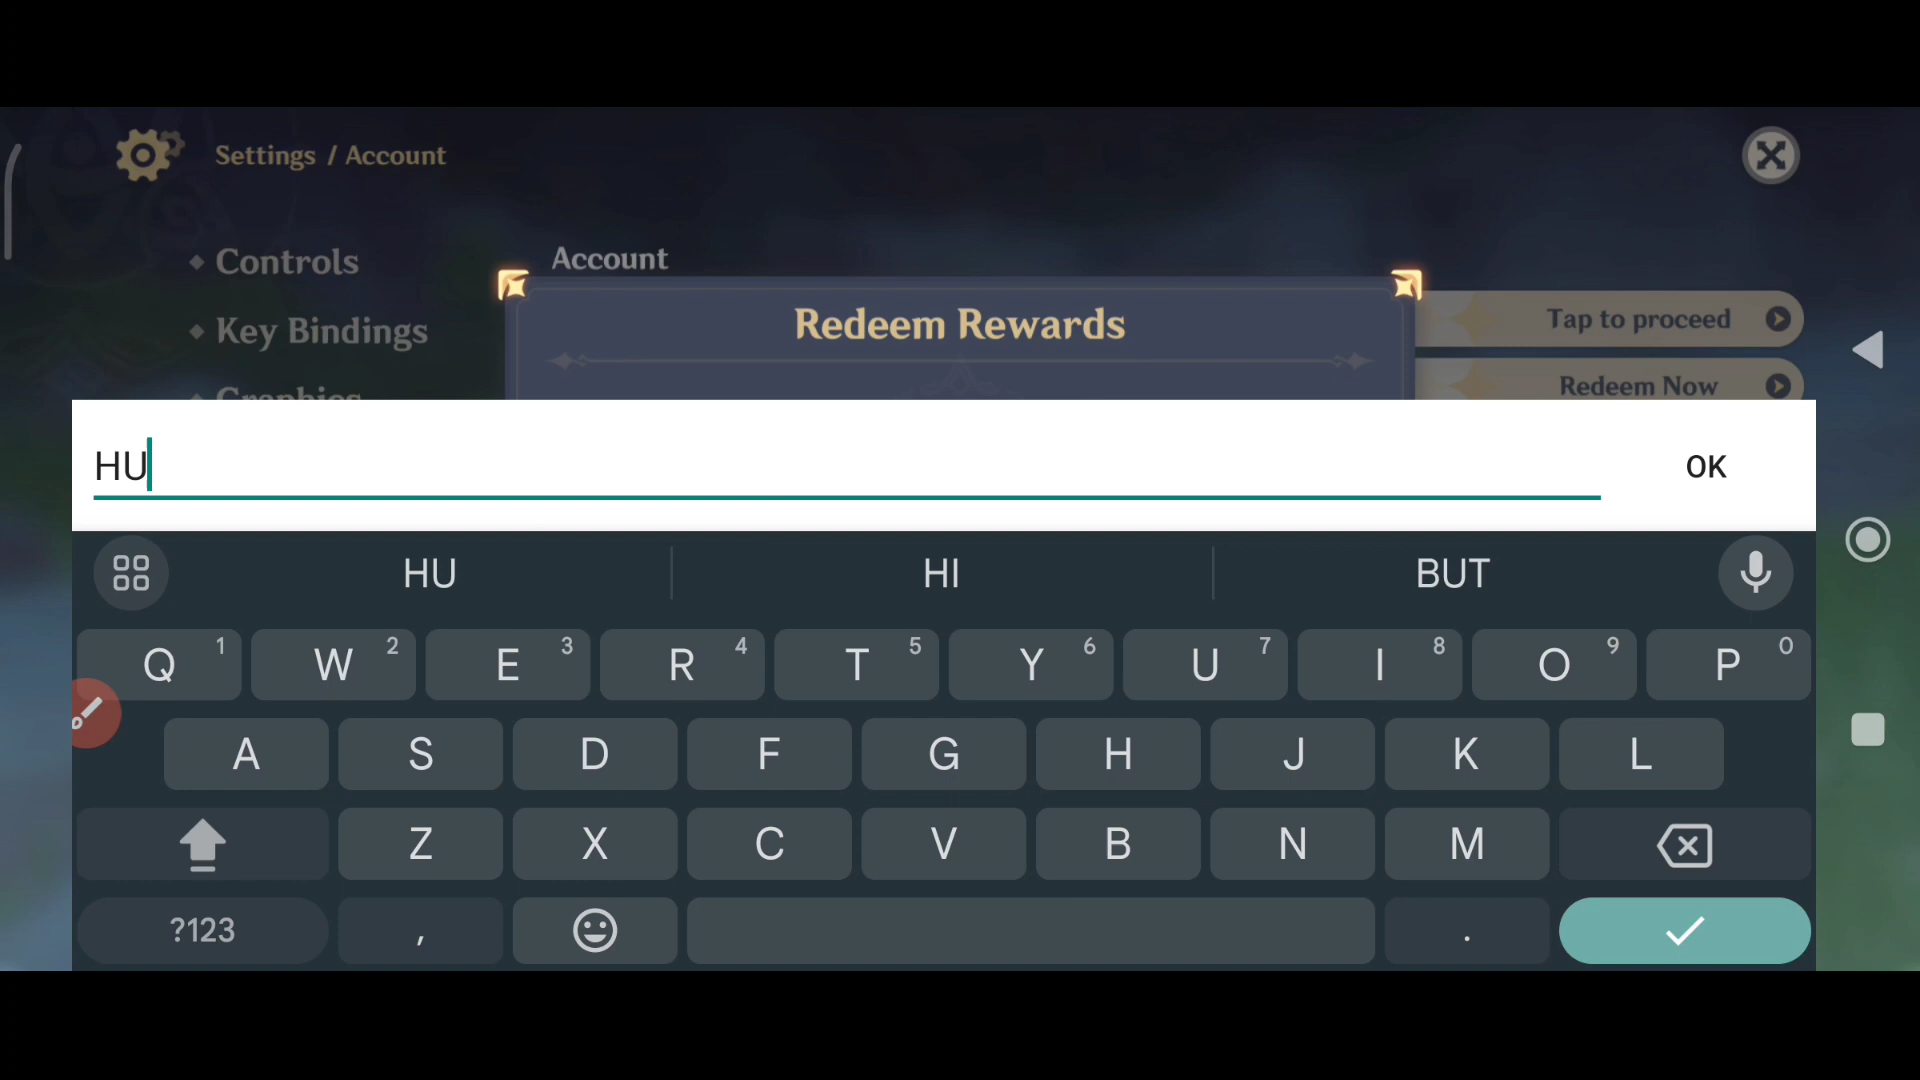 Settings / Account
Controls
Account
Redeem Rewards
Tap to proceed
Key Bindings
Graphics
Redeem Now
HU
OK
HU HI BUT
Q 1 W 2 E 3 R 4 T 5 Y 6 U 7 I 8 O 9 P 0
A S D F G H J K L
Z X C V B N M
?123 , .